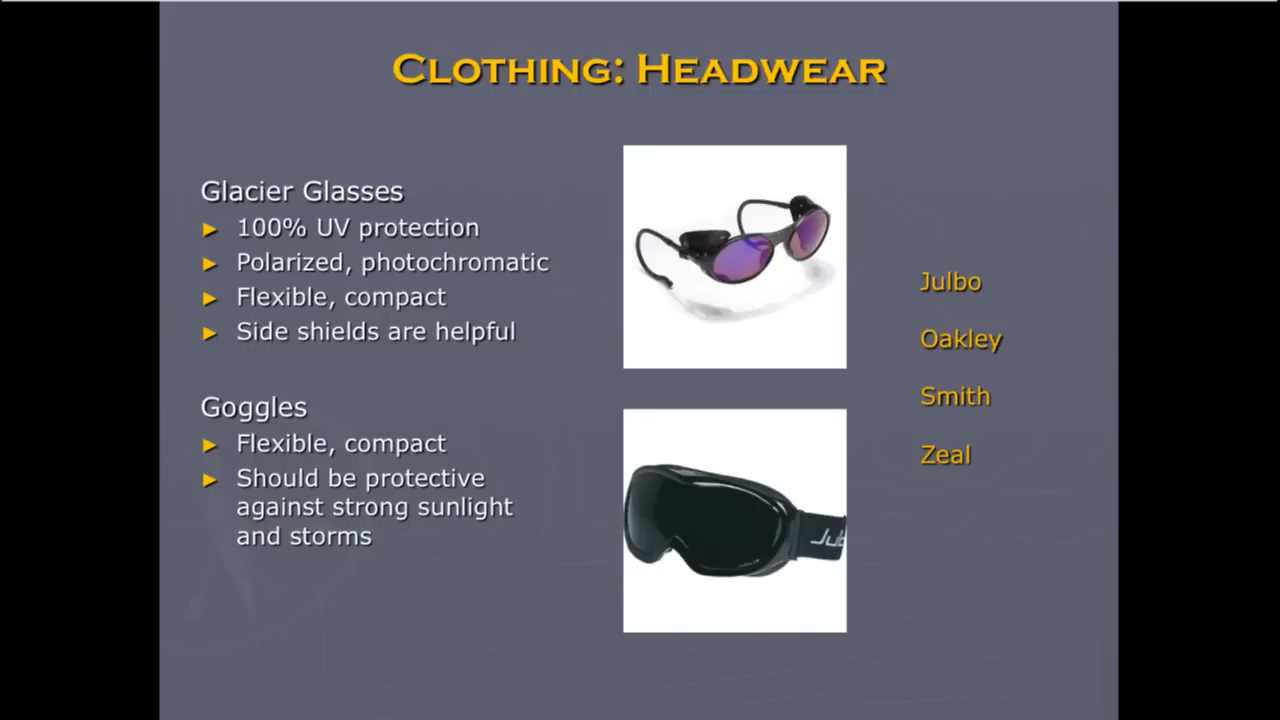 CLOTHING: HEADWEAR
Glacier Glasses
► 100% UV protection
► Polarized, photochromatic
► Flexible, compact
► Side shields are helpful
Goggles
► Flexible, compact
► Should be protective
against strong sunlight
and storms
Julbo
Oakley
Smith
Zeal